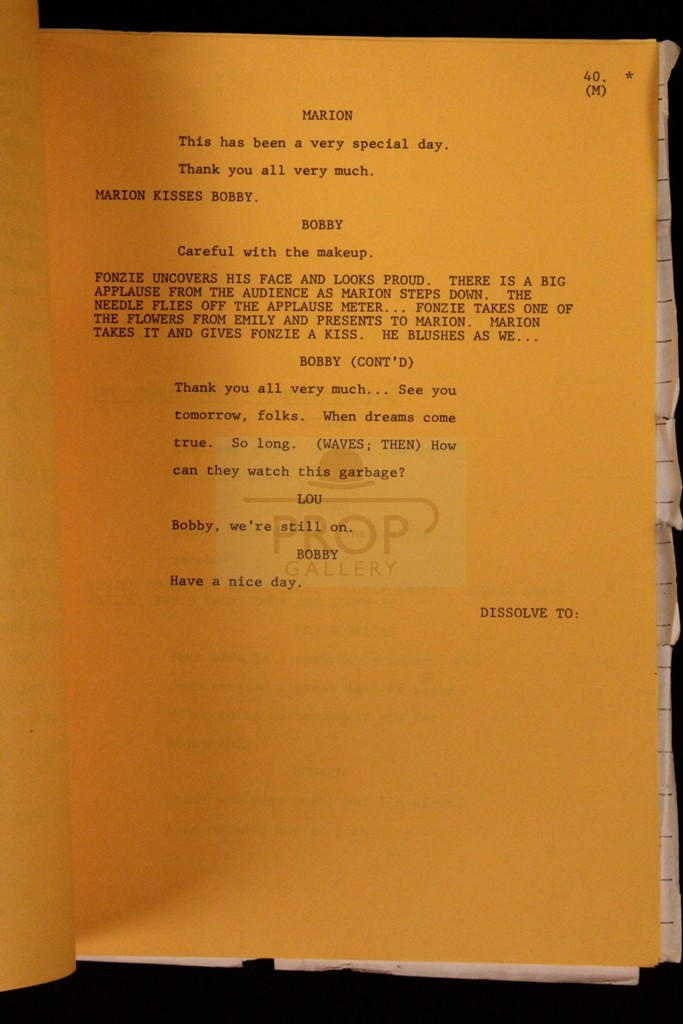 40. *
(M)
MARION
This has been a very special day.
Thank you all very much.
MARION KISSES BOBBY.
BOBBY
Careful with the makeup.
FONZIE UNCOVERS HIS FACE AND LOOKS PROUD. THERE IS A BIG
APPLAUSE FROM THE AUDIENCE AS MARION STEPS DOWN. THE
NEEDLE FLIES OFF THE APPLAUSE METER... FONZIE TAKES ONE OF
THE FLOWERS FROM EMILY AND PRESENTS TO MARION. MARION
TAKES IT AND GIVES FONZIE A KISS. HE BLUSHES AS WE...
BOBBY (CONT'D)
Thank you all very much... See you
tomorrow, folks. When dreams come
true. So long. (WAVES; THEN) How
can they watch this garbage?
LOU
Bobby, we're still on.
BOBBY
Have a nice day.
DISSOLVE TO:
THE
PROP
GALLERY